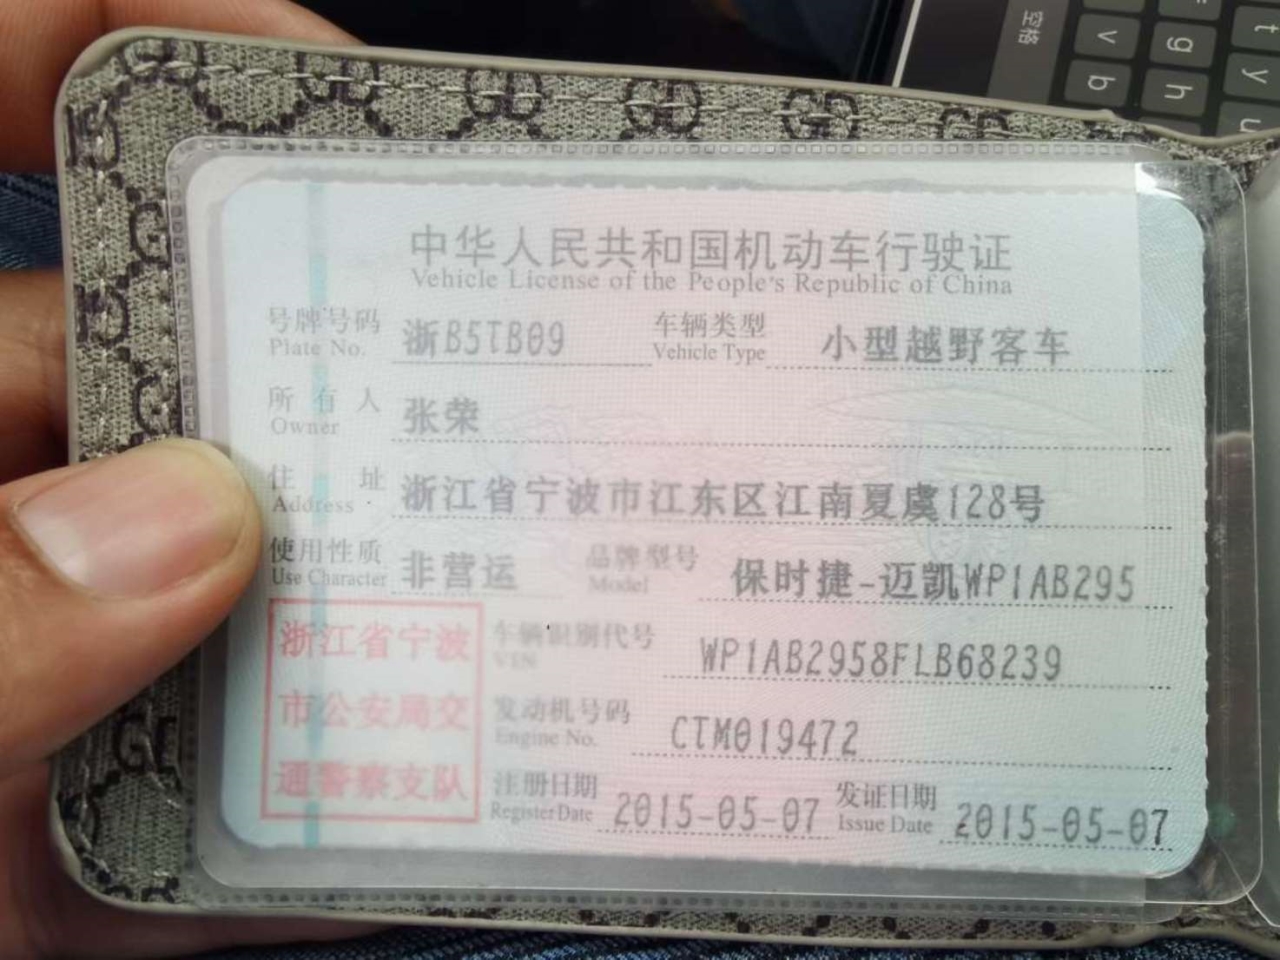 空格
v
g
t
b
h
y
u
中华人民共和国机动车行驶证
Vehicle License of the People's Republic of China
号牌号码 浙B5TB09 车辆类型 小型越野客车
Plate No. Vehicle Type
所有人 张荣
Owner
住址 浙江省宁波市江东区江南夏虞128号
Address
使用性质 非营运 品牌型号 保时捷-迈凯WP1AB295
Use Character Model
浙江省宁波
市公安局交
通警察支队
车辆识别代号 WP1AB2958FLB68239
VIN
发动机号码 CTM019472
Engine No.
注册日期 2015-05-07 发证日期 2015-05-07
Register Date Issue Date